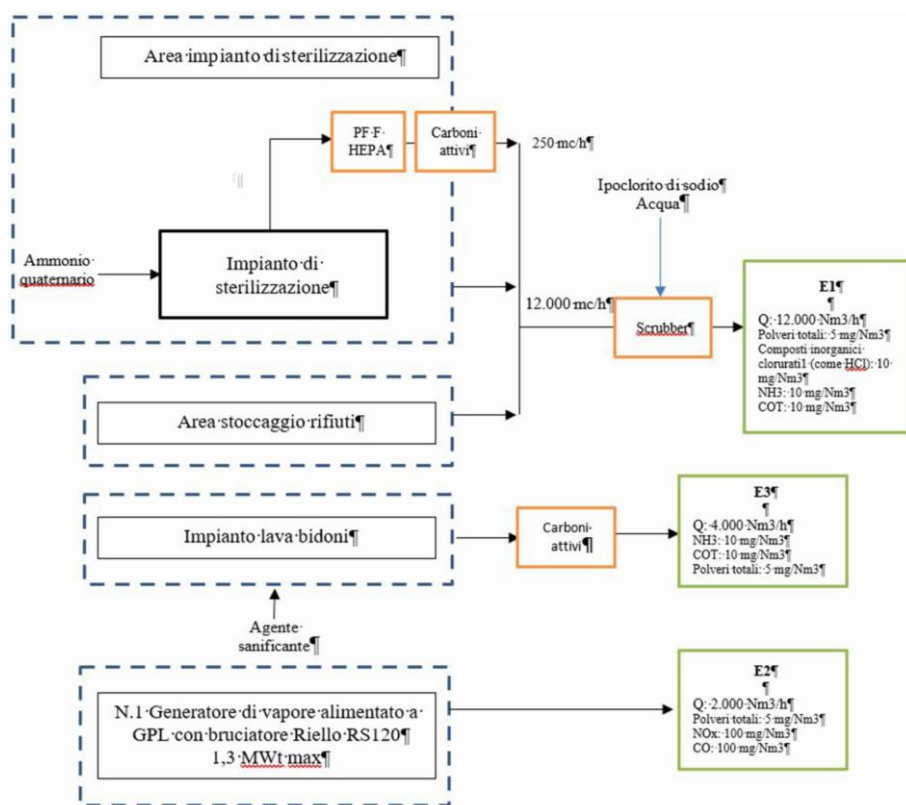 Area impianto di sterilizzazione¶
PF F
HEPA¶
Carboni
attivi¶
250 mc/h¶
Ipoclorito di sodio¶
Acqua¶
Ammonio
quaternario
Impianto di
sterilizzazione¶
12.000 mc/h¶
Scrubber¶
E1¶
¶
Q: 12.000 Nm3/h¶
Polveri totali: 5 mg/Nm3¶
Composti inorganici
clorurati1 (come HCl): 10
mg/Nm3¶
NH3: 10 mg/Nm3¶
COT: 10 mg/Nm3¶
Area stoccaggio rifiuti¶
Impianto lava bidoni¶
Carboni
attivi¶
E3¶
¶
Q: 4.000 Nm3/h¶
NH3: 10 mg/Nm3¶
COT: 10 mg/Nm3¶
Polveri totali: 5 mg/Nm3¶
Agente
sanificante¶
N.1 Generatore di vapore alimentato a
GPL con bruciatore Riello RS120¶
1,3 MWt max¶
E2¶
¶
Q: 2.000 Nm3/h¶
Polveri totali: 5 mg/Nm3¶
NOx: 100 mg/Nm3¶
CO: 100 mg/Nm3¶